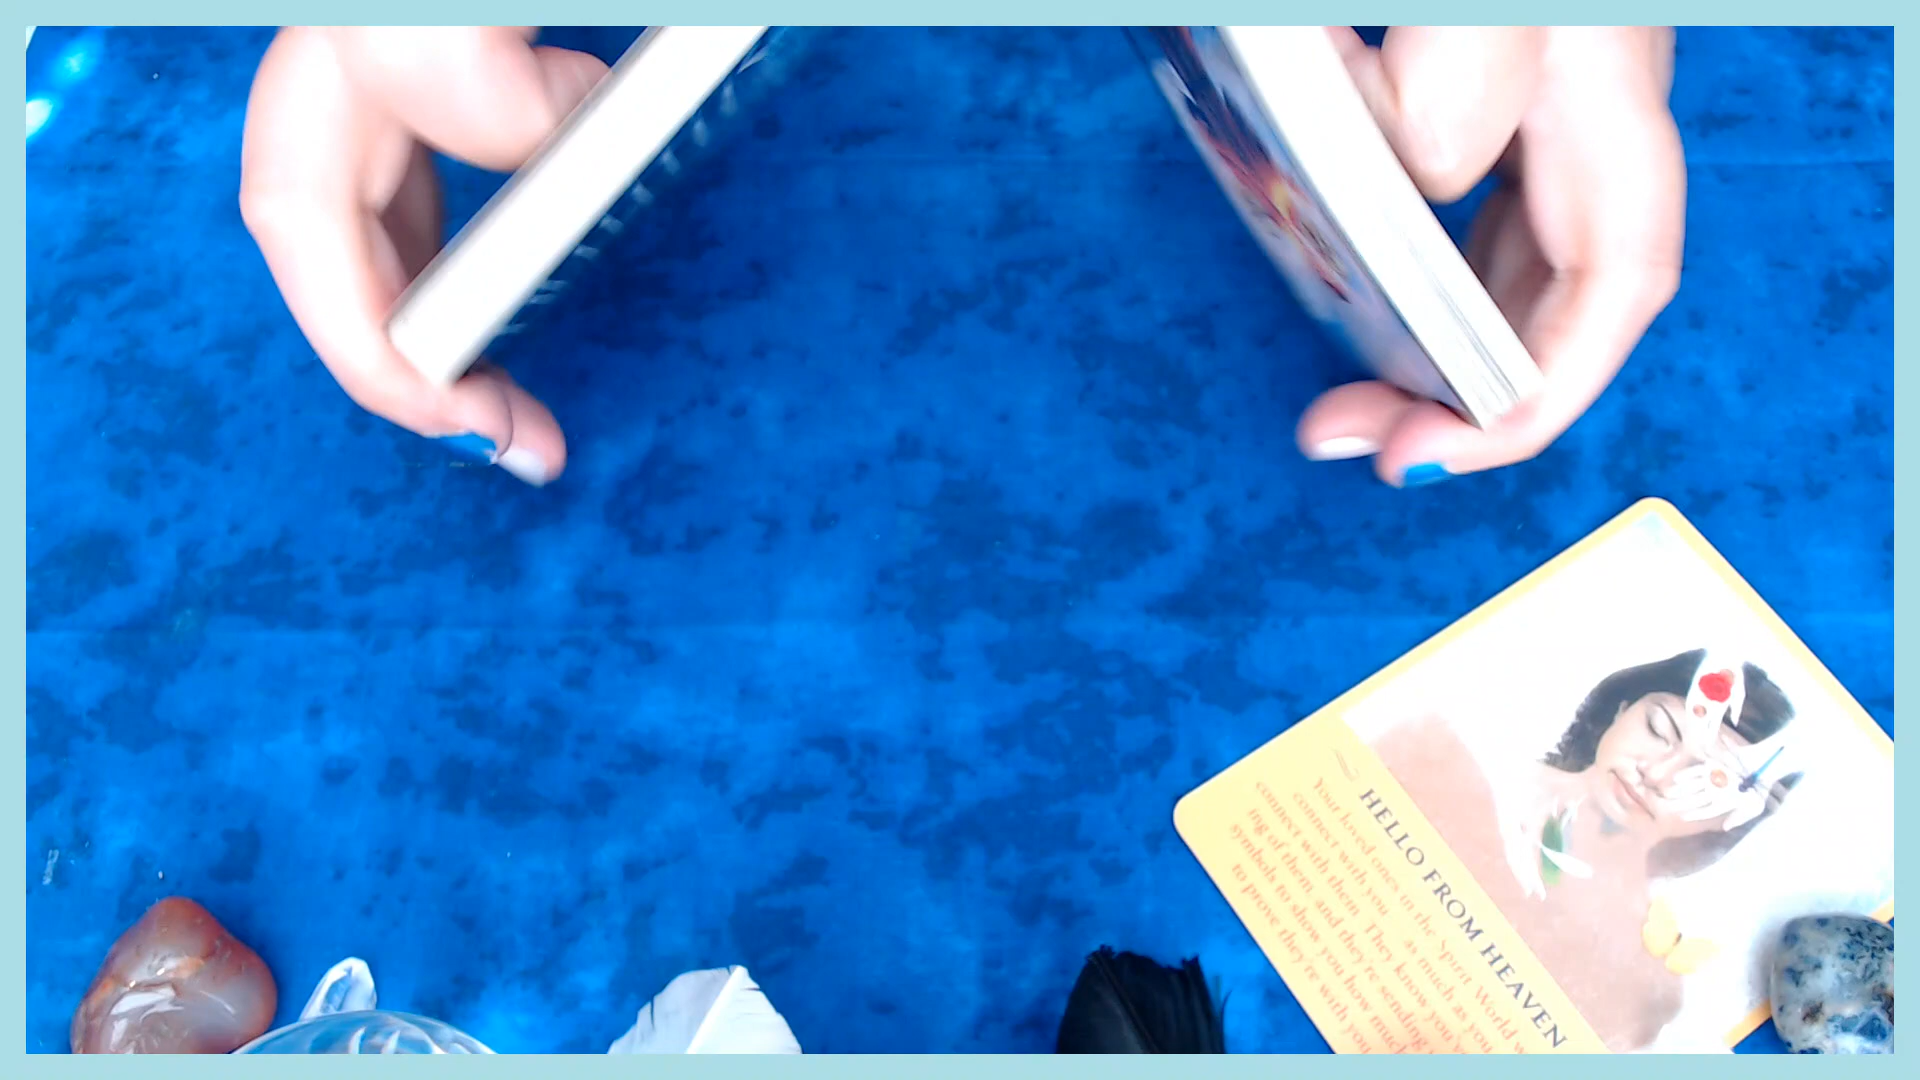 HELLO FROM HEAVEN
Your loved ones in the Spirit World
connect with you as much as you
connect with them. They know you
ing of them, and they're sending
symbols to show you how much
to prove they're with you